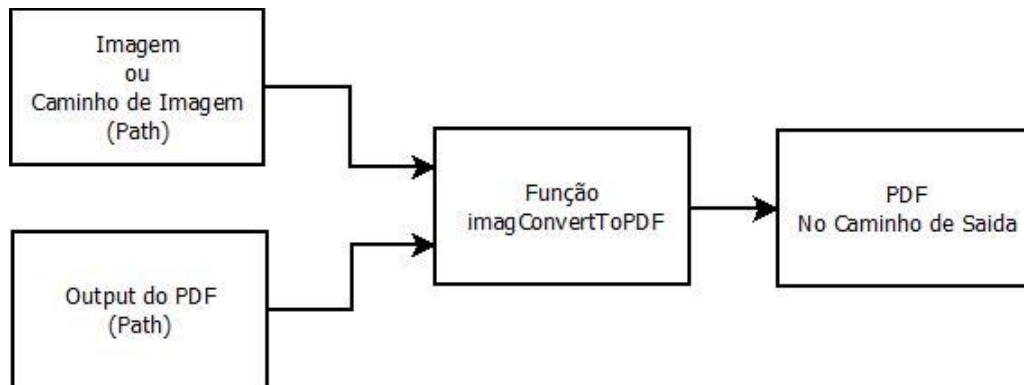 Imagem
ou
Caminho de Imagem
(Path)
Output do PDF
(Path)
Função
imagConvertToPDF
PDF
No Caminho de Saida